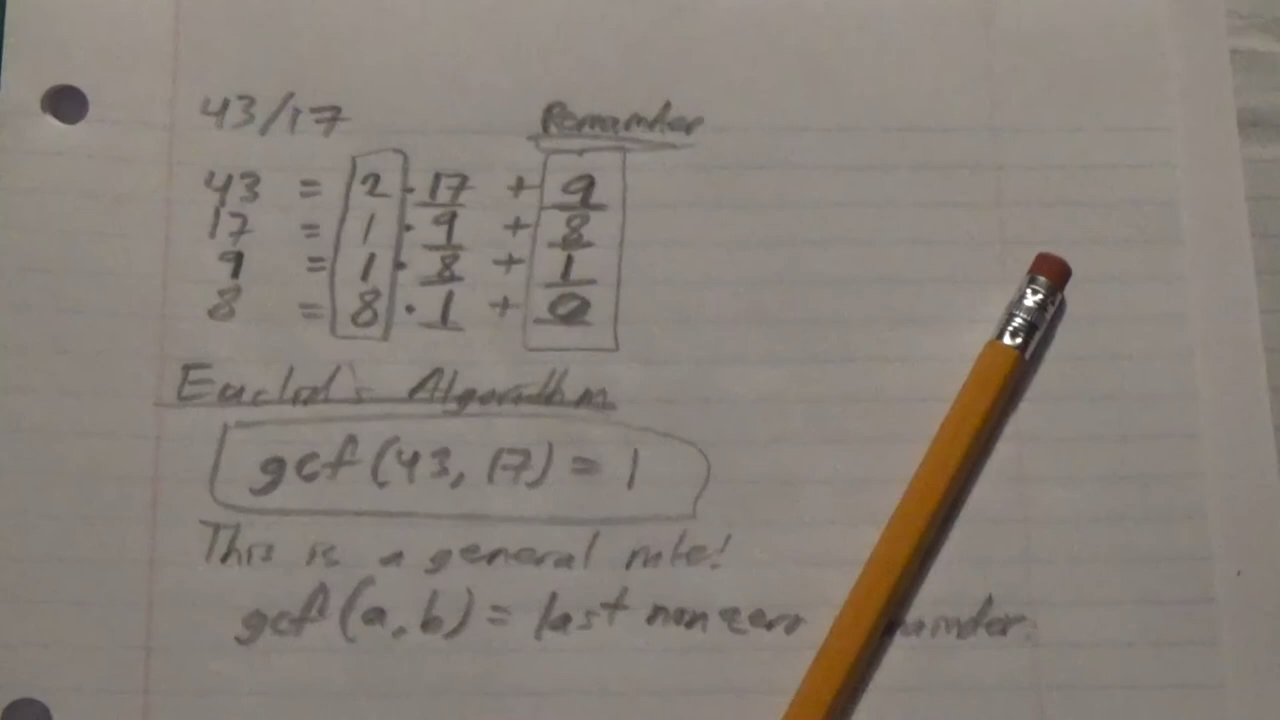 43/17 Remainder
43 = 2 · 17 + 9
17 = 1 · 9 + 8
9 = 1 · 8 + 1
8 = 8 · 1 + 0
Euclid's Algorithm
gcf(43, 17) = 1
This is a general rule!
gcf(a, b) = last nonzero